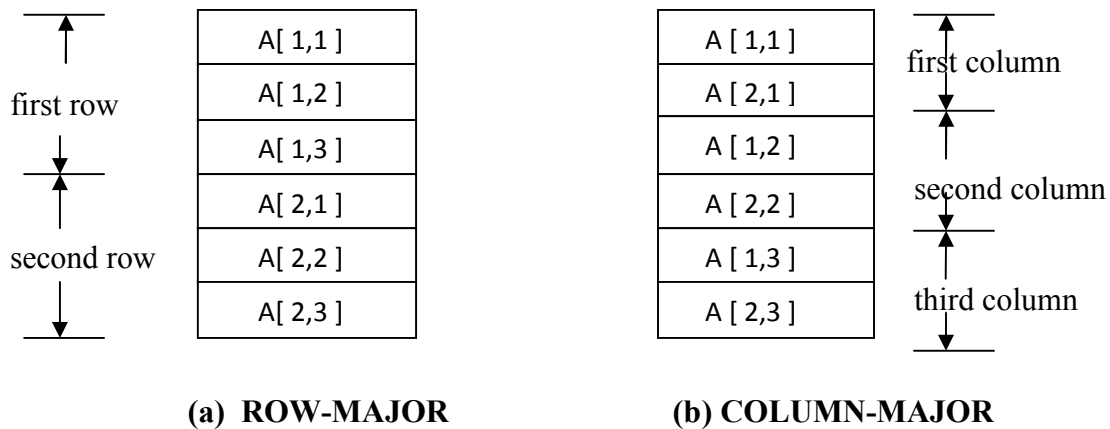 A[ 1,1 ]
A[ 1,2 ]
A[ 1,3 ]
A[ 2,1 ]
A[ 2,2 ]
A[ 2,3 ]
first row
second row
(a) ROW-MAJOR
A [ 1,1 ]
A [ 2,1 ]
A [ 1,2 ]
A [ 2,2 ]
A [ 1,3 ]
A [ 2,3 ]
first column
second column
third column
(b) COLUMN-MAJOR